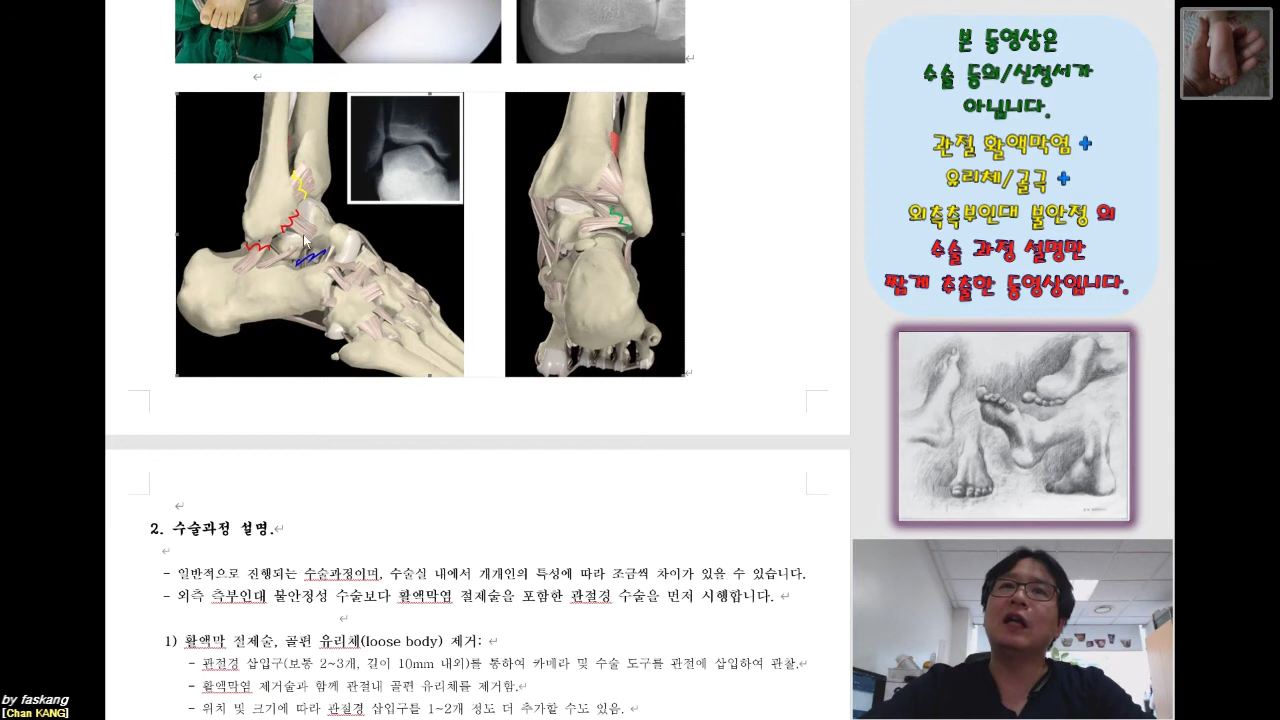 본 동영상은
수술 동의/신청서가
아닙니다.
관절 활액막염 +
유리체/골극 +
외측측부인대 불안정 의
수술 과정 설명만
짧게 추출한 동영상입니다.
2. 수술과정 설명.
- 일반적으로 진행되는 수술과정이며, 수술실 내에서 개개인의 특성에 따라 조금씩 차이가 있을 수 있습니다.
- 외측 측부인대 불안정성 수술보다 활액막염 절제술을 포함한 관절경 수술을 먼저 시행합니다.
1) 활액막 절제술, 골편 유리체(loose body) 제거:
- 관절경 삽입구(보통 2~3개, 길이 10mm 내외)를 통하여 카메라 및 수술 도구를 관절에 삽입하여 관찰.
- 활액막염 제거술과 함께 관절내 골련 유리체를 제거함.
- 위치 및 크기에 따라 관절경 삽입구를 1~2개 정도 더 추가할 수도 있음.
by faskang
[Chan KANG]